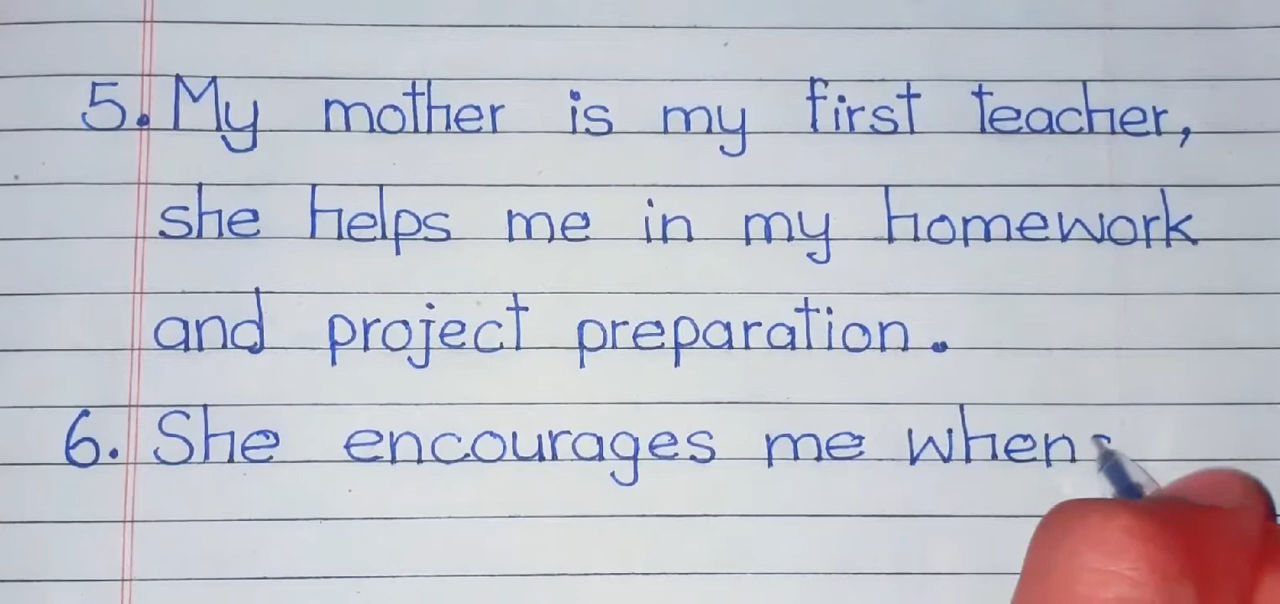 5. My mother is my first teacher,
she helps me in my homework
and project preparation.
6. She encourages me when